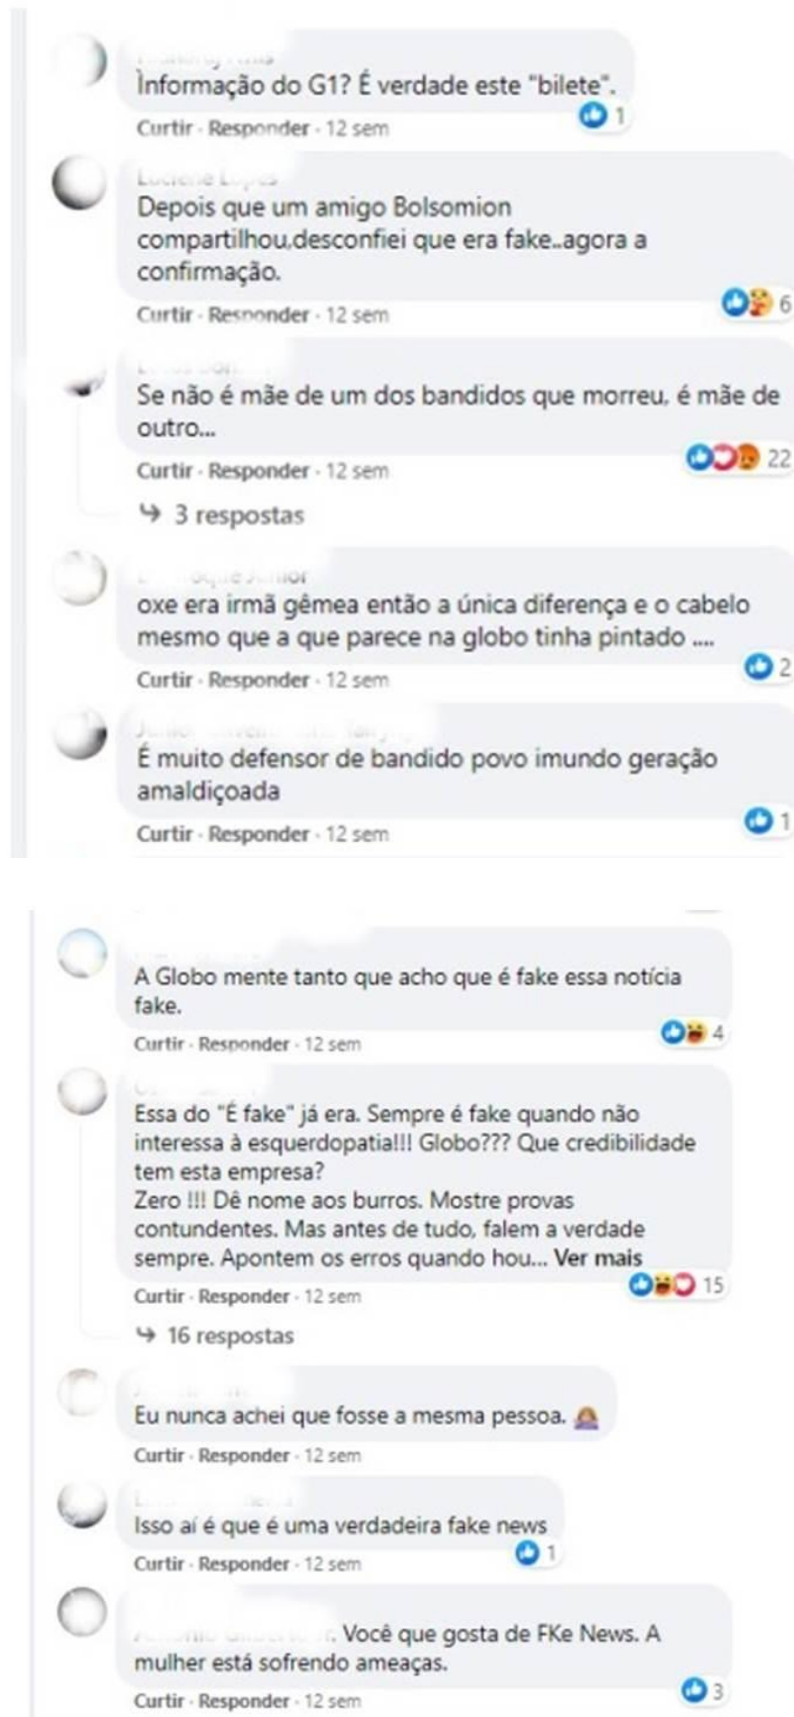 Ìnformação do G1? É verdade este "bilete".
Curtir · Responder · 12 sem
1
Depois que um amigo Bolsomion
compartilhou,desconfiei que era fake..agora a
confirmação.
Curtir · Responder · 12 sem
6
Se não é mãe de um dos bandidos que morreu, é mãe de
outro...
Curtir · Responder · 12 sem
22
3 respostas
oxe era irmã gêmea então a única diferença e o cabelo
mesmo que a que parece na globo tinha pintado ....
Curtir · Responder · 12 sem
2
É muito defensor de bandido povo imundo geração
amaldiçoada
Curtir · Responder · 12 sem
1
A Globo mente tanto que acho que é fake essa notícia
fake.
Curtir · Responder · 12 sem
4
Essa do "É fake" já era. Sempre é fake quando não
interessa à esquerdopatia!!! Globo??? Que credibilidade
tem esta empresa?
Zero !!! Dê nome aos burros. Mostre provas
contundentes. Mas antes de tudo, falem a verdade
sempre. Apontem os erros quando hou... Ver mais
Curtir · Responder · 12 sem
15
16 respostas
Eu nunca achei que fosse a mesma pessoa. 🤦🏼‍♀️
Curtir · Responder · 12 sem
Isso aí é que é uma verdadeira fake news
Curtir · Responder · 12 sem
1
. Você que gosta de FKe News. A
mulher está sofrendo ameaças.
Curtir · Responder · 12 sem
3